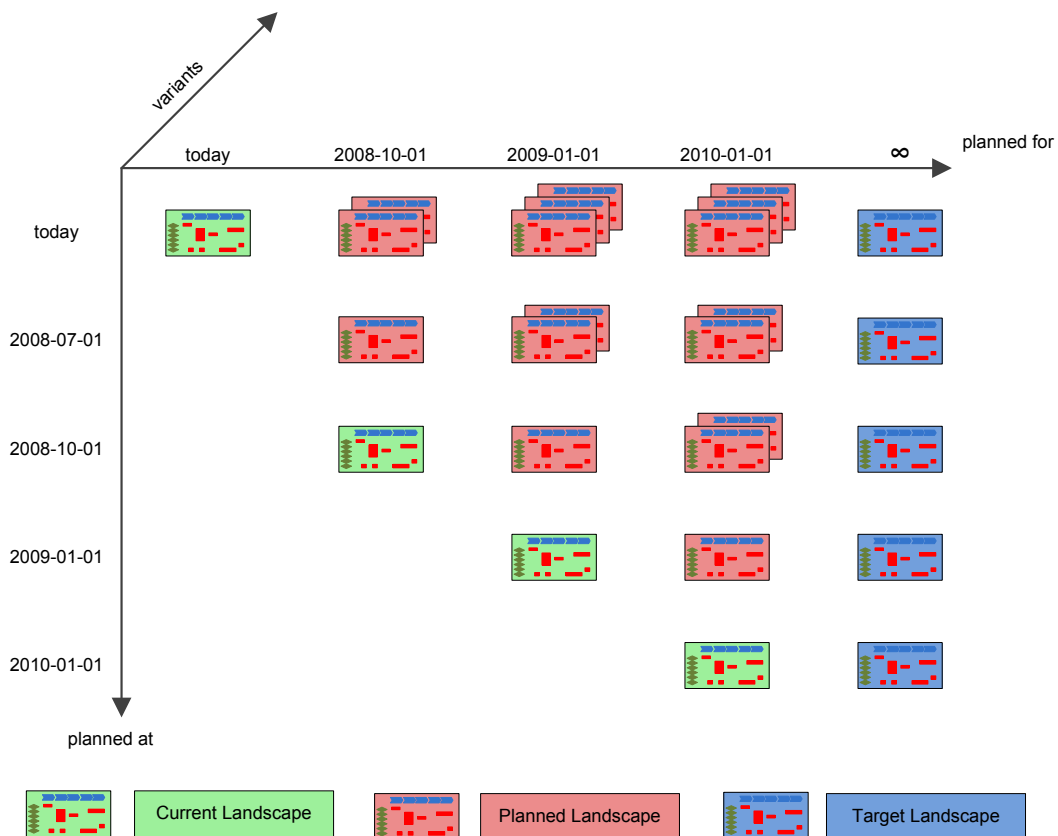 variants
today
2008-10-01
2009-01-01
2010-01-01
∞
planned for
today
2008-07-01
2008-10-01
2009-01-01
2010-01-01
planned at
Current Landscape
Planned Landscape
Target Landscape